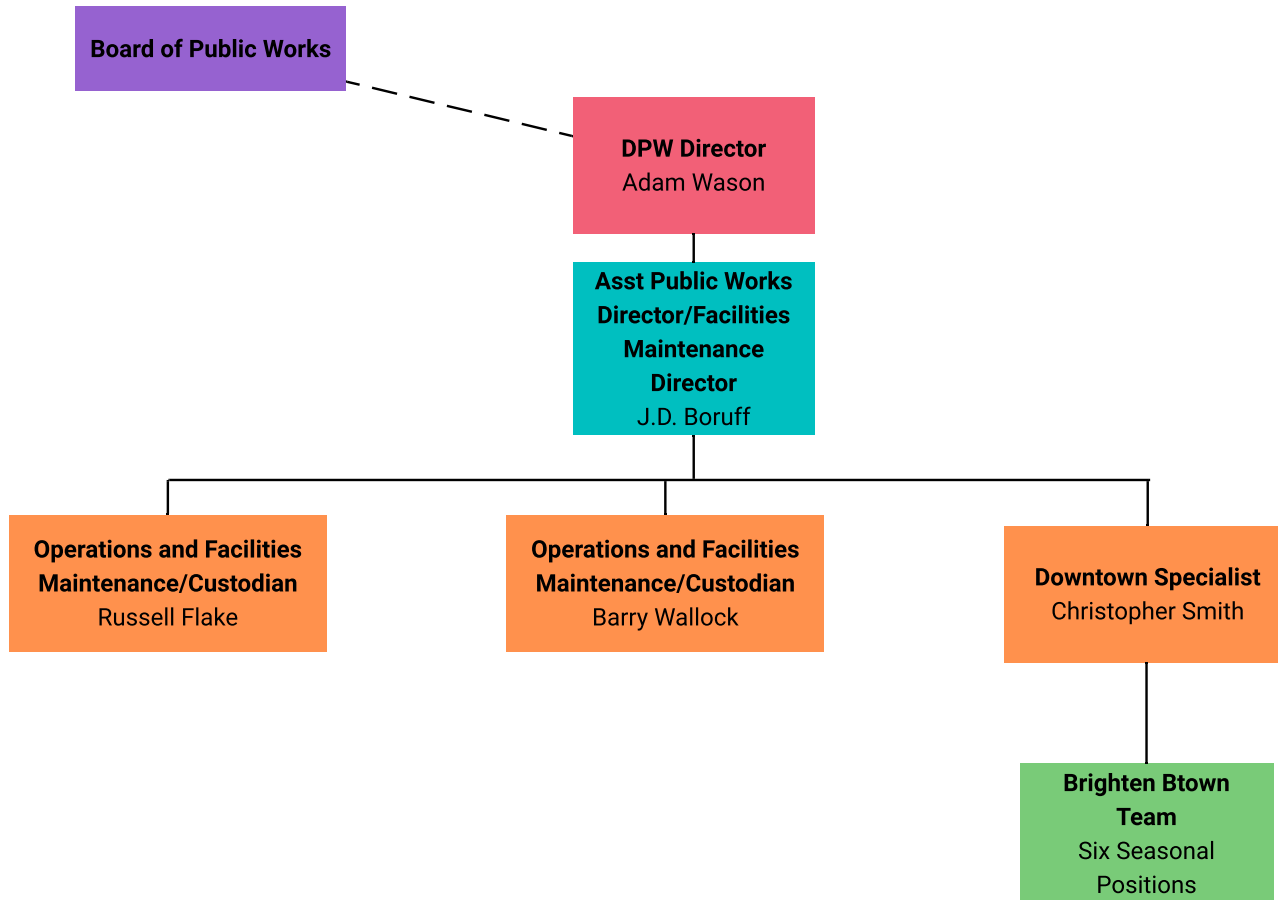 Board of Public Works
DPW Director
Adam Wason
Asst Public Works
Director/Facilities
Maintenance
Director
J.D. Boruff
Operations and Facilities
Maintenance/Custodian
Russell Flake
Operations and Facilities
Maintenance/Custodian
Barry Wallock
Downtown Specialist
Christopher Smith
Brighten Btown
Team
Six Seasonal
Positions